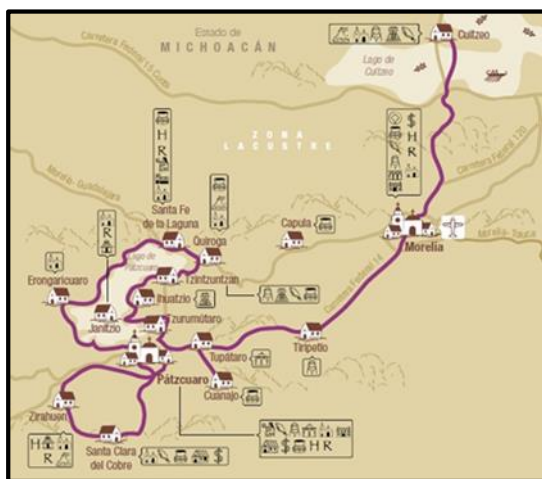 Estado de
MICHOACÁN
Cuitzeo
Lago de
Cuitzeo
Carretera Federal 15 Cuota
ZONA
LACUSTRE
Carretera Federal 120
$
H
R
H
R
Morelia - Guadalajara
Santa Fe
de la Laguna
Quiroga
Capula
Morelia
Morelia-Toluca
R
Lago de
Pátzcuaro
Tzintzuntzan
Erongarícuaro
Ihuatzio
Janitzio
Tzurumútaro
Carretera Federal 14
Tiripetío
Tupátaro
Pátzcuaro
Cuanajo
Zirahuén
Santa Clara
del Cobre
H
R
$
$
H R